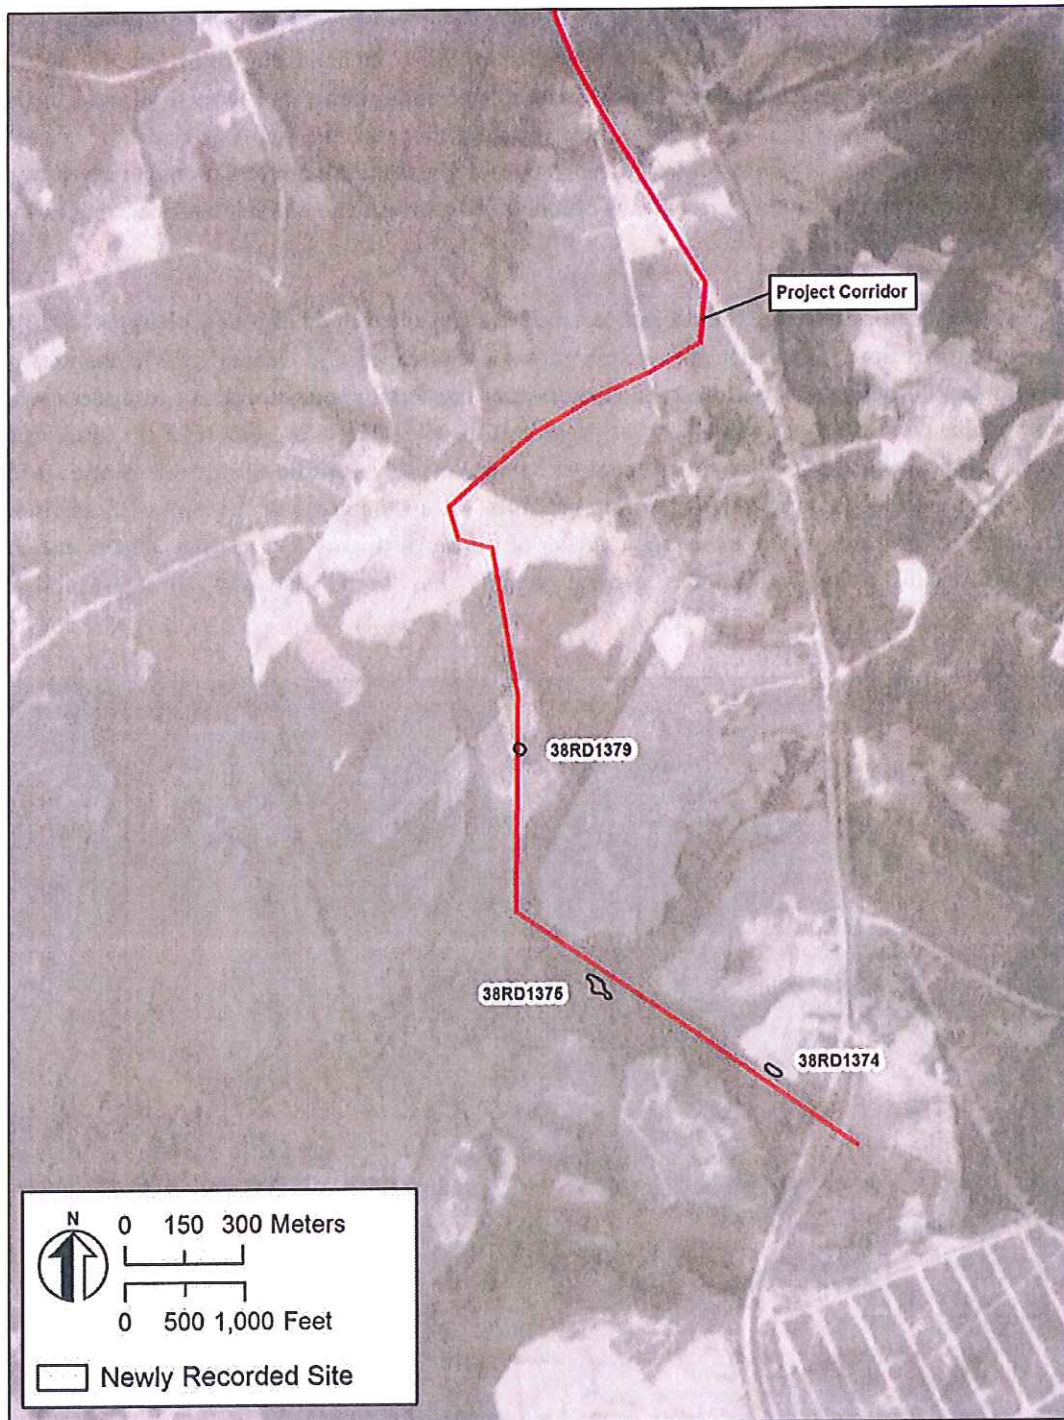 Project Corridor
38RD1379
38RD1375
38RD1374
N
0 150 300 Meters
0 500 1,000 Feet
Newly Recorded Site